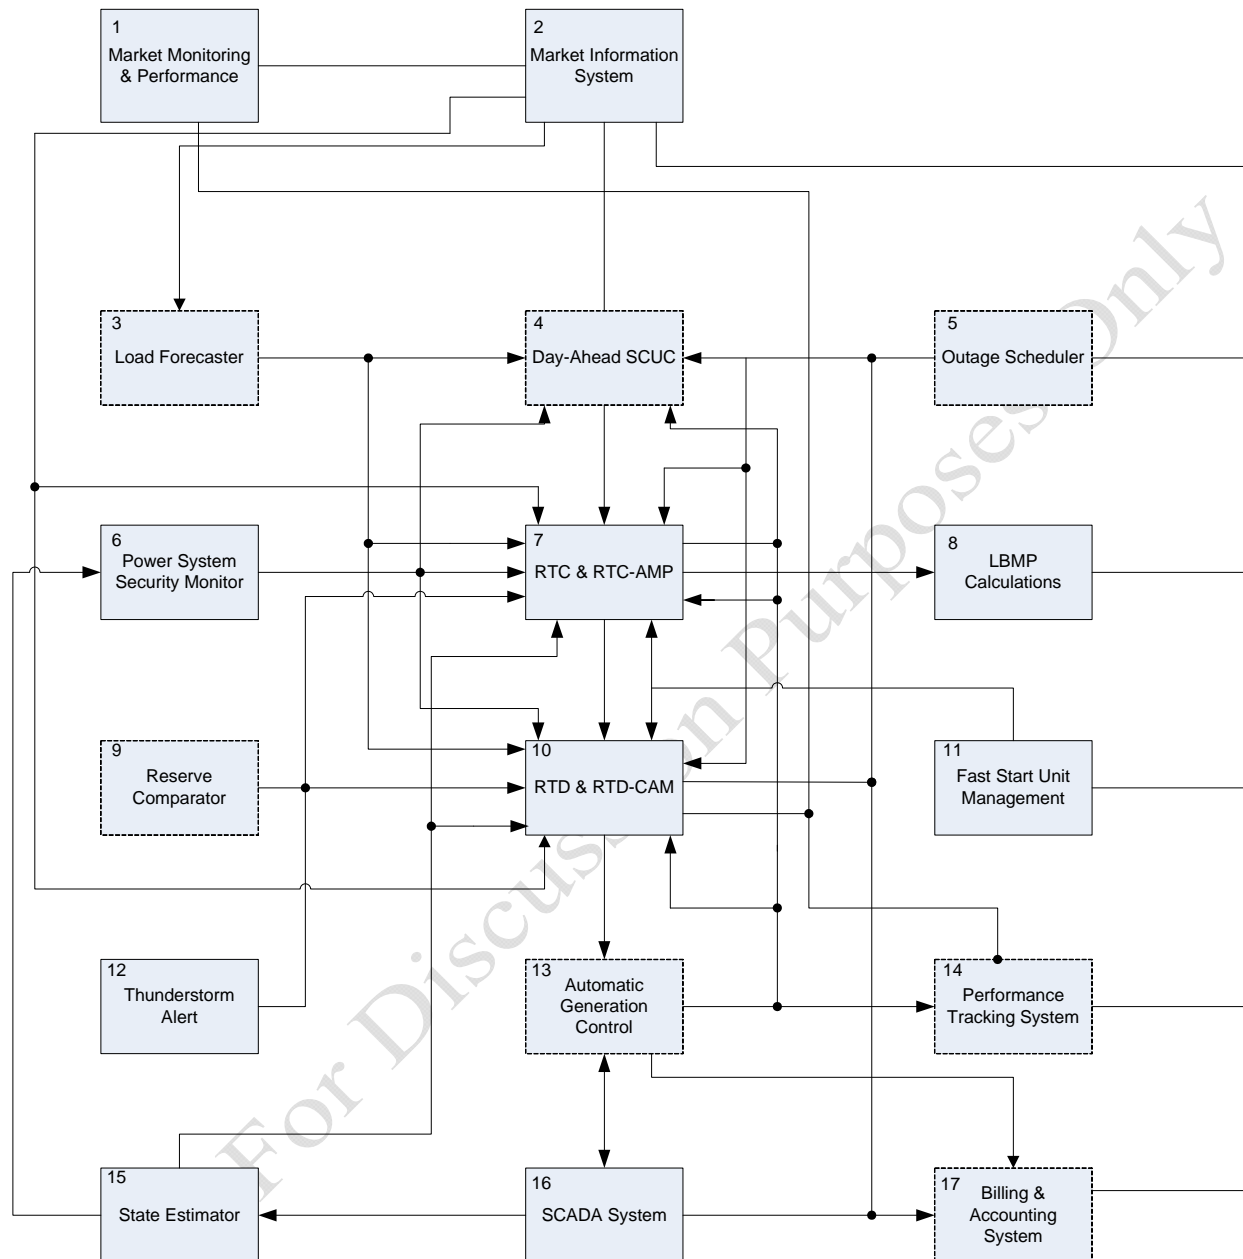 1
Market Monitoring
& Performance
2
Market Information
System
3
Load Forecaster
4
Day-Ahead SCUC
5
Outage Scheduler
6
Power System
Security Monitor
7
RTC & RTC-AMP
8
LBMP
Calculations
9
Reserve
Comparator
10
RTD & RTD-CAM
11
Fast Start Unit
Management
12
Thunderstorm
Alert
13
Automatic
Generation
Control
14
Performance
Tracking System
15
State Estimator
16
SCADA System
17
Billing &
Accounting
System
For Discussion Purposes Only